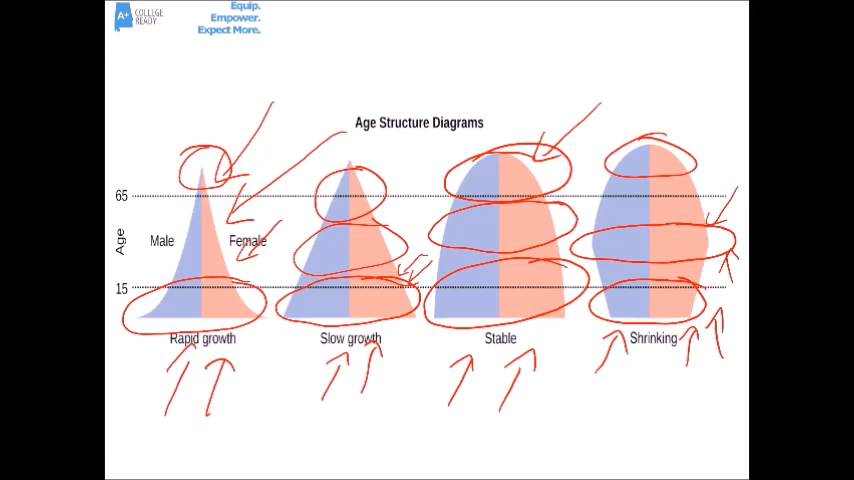 A+ COLLEGE
READY
Equip.
Empower.
Expect More.
Age Structure Diagrams
65
Age
Male
Female
15
Rapid growth
Slow growth
Stable
Shrinking